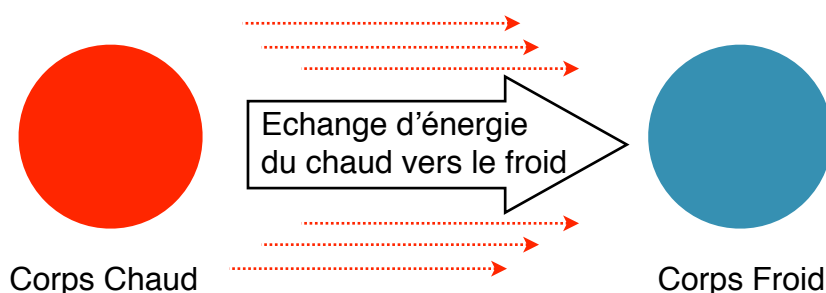 Echange d'énergie
du chaud vers le froid
Corps Chaud
Corps Froid